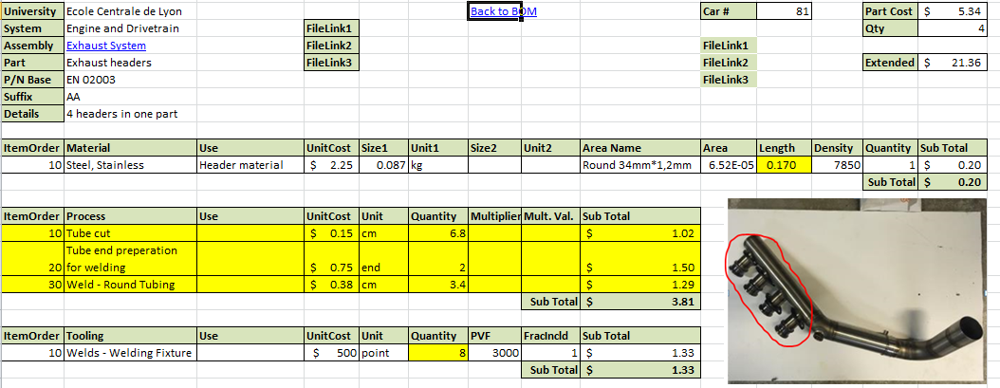 University Ecole Centrale de Lyon Back to BOM Car # 81 Part Cost $ 5.34
System Engine and Drivetrain FileLink1 Qty 4
Assembly Exhaust System FileLink2 FileLink1
Part Exhaust headers FileLink3 FileLink2 Extended $ 21.36
P/N Base EN 02003 FileLink3
Suffix AA
Details 4 headers in one part
ItemOrder Material Use UnitCost Size1 Unit1 Size2 Unit2 Area Name Area Length Density Quantity Sub Total
10 Steel, Stainless Header material $ 2.25 0.087 kg Round 34mm*1,2mm 6.52E-05 0.170 7850 1 $ 0.20
Sub Total $ 0.20
ItemOrder Process Use UnitCost Unit Quantity Multiplier Mult. Val. Sub Total
10 Tube cut $ 0.15 cm 6.8 $ 1.02
Tube end preperation
20 for welding $ 0.75 end 2 $ 1.50
30 Weld - Round Tubing $ 0.38 cm 3.4 $ 1.29
Sub Total $ 3.81
ItemOrder Tooling Use UnitCost Unit Quantity PVF FracIncld Sub Total
10 Welds - Welding Fixture $ 500 point 8 3000 1 $ 1.33
Sub Total $ 1.33